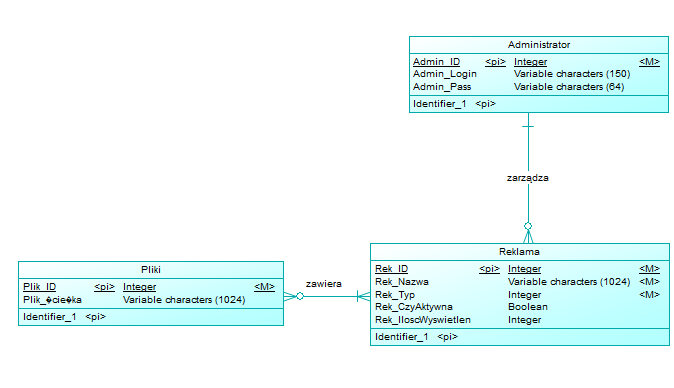 Administrator
Admin_ID <pi> Integer <M>
Admin_Login Variable characters (150)
Admin_Pass Variable characters (64)
Identifier_1 <pi>
zarządza
Reklama
Rek_ID <pi> Integer <M>
Rek_Nazwa Variable characters (1024) <M>
Rek_Typ Integer <M>
Rek_CzyAktywna Boolean
Rek_IloscWyswietlen Integer
Identifier_1 <pi>
zawiera
Pliki
Plik_ID <pi> Integer <M>
Plik_�cie�ka Variable characters (1024)
Identifier_1 <pi>